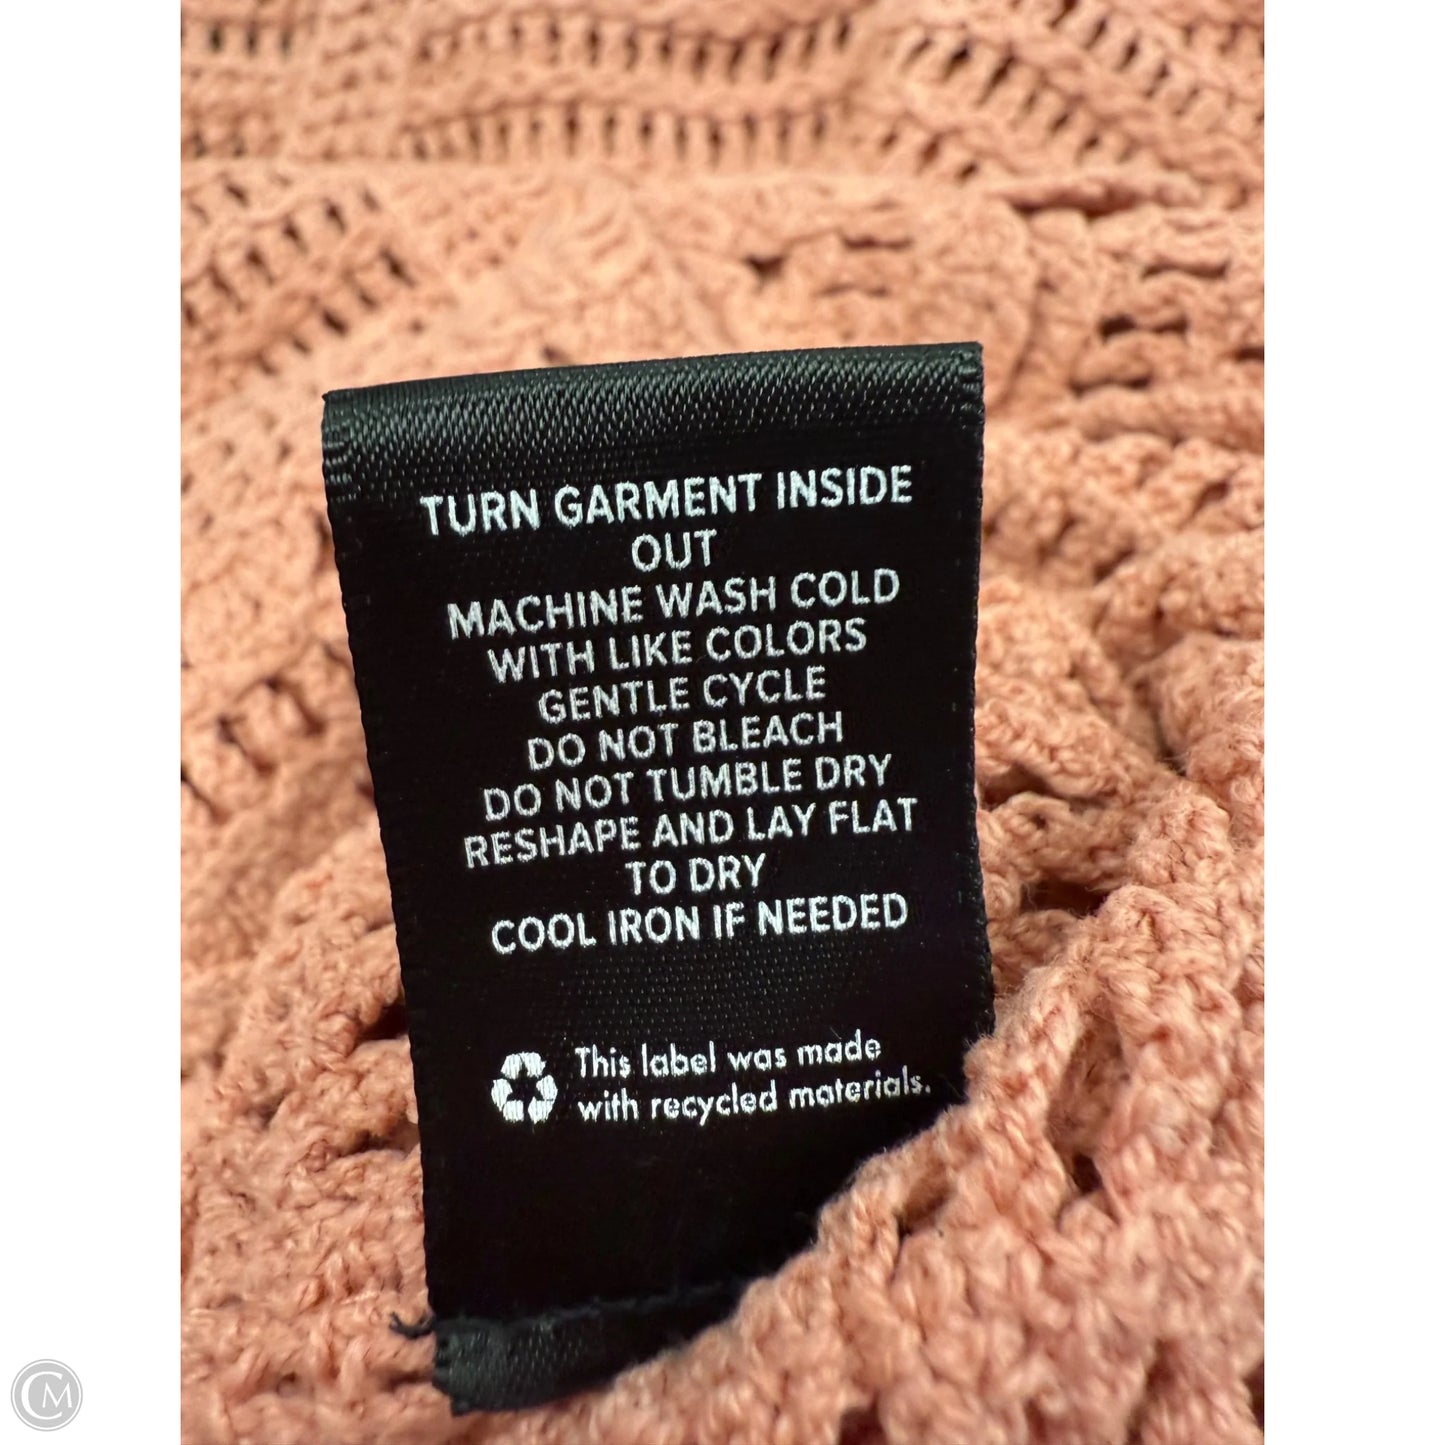 TURN GARMENT INSIDE
OUT
MACHINE WASH COLD
WITH LIKE COLORS
GENTLE CYCLE
DO NOT BLEACH
DO NOT TUMBLE DRY
RESHAPE AND LAY FLAT
TO DRY
COOL IRON IF NEEDED
This label was made
with recycled materials.
CM